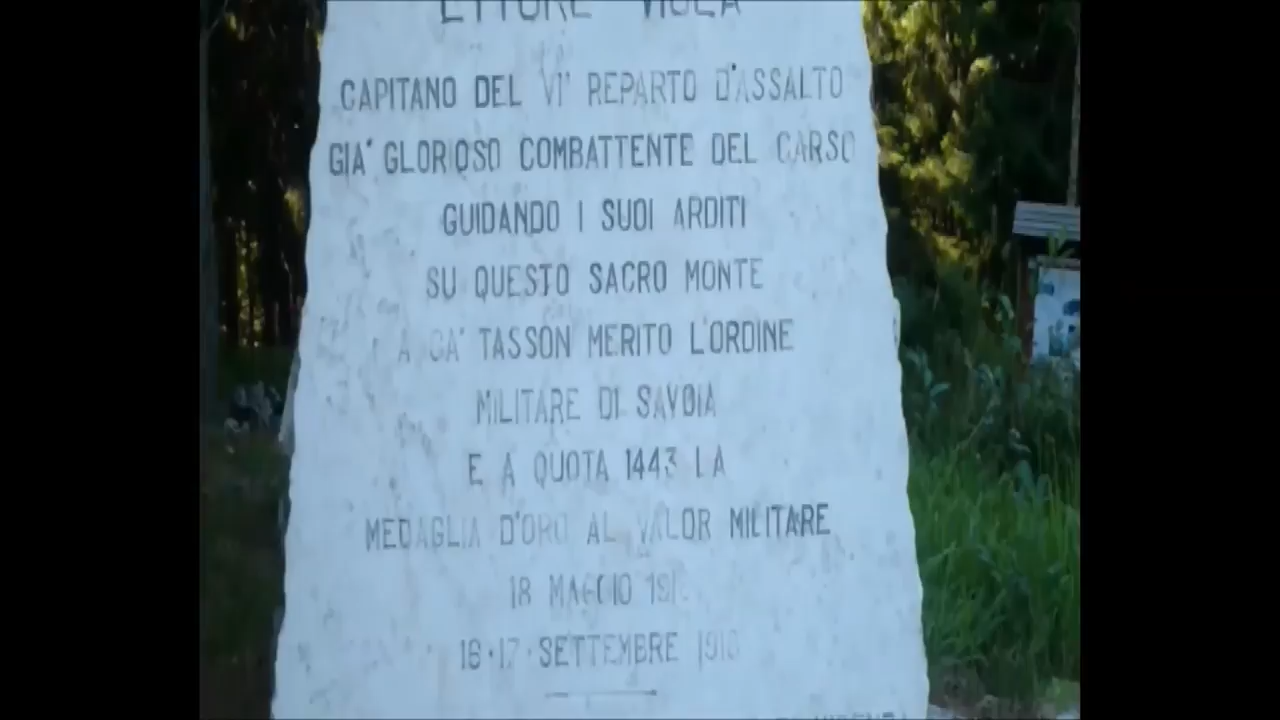 ETTORE VIOLA
CAPITANO DEL VI° REPARTO D'ASSALTO
GIA' GLORIOSO COMBATTENTE DEL CARSO
GUIDANDO I SUOI ARDITI
SU QUESTO SACRO MONTE
A CA' TASSON MERITO L'ORDINE
MILITARE DI SAVOIA
E A QUOTA 1443 LA
MEDAGLIA D'ORO AL VALOR MILITARE
18 MAGGIO
16·17·SETTEMBRE 1918